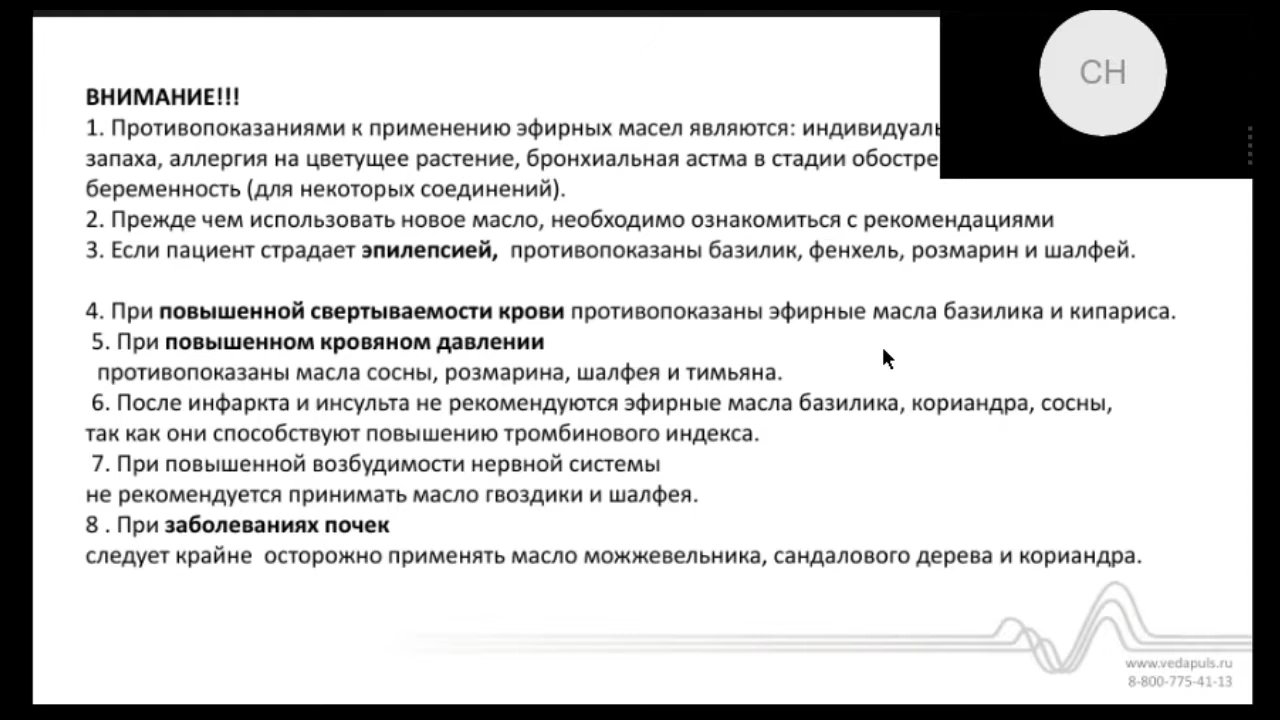 CH
ВНИМАНИЕ!!!
1. Противопоказаниями к применению эфирных масел являются:
запаха, аллергия на цветущее растение, бронхиальная астма в стадии
беременность (для некоторых соединений).
2. Прежде чем использовать новое масло, необходимо ознакомиться с рекомендациями
3. Если пациент страдает эпилепсией, противопоказаны базилик, фенхель, розмарин и шалфей.
4. При повышенной свертываемости крови противопоказаны эфирные масла базилика и кипариса.
5. При повышенном кровяном давлении
противопоказаны масла сосны, розмарина, шалфея и тимьяна.
6. После инфаркта и инсульта не рекомендуются эфирные масла базилика, кориандра, сосны,
так как они способствуют повышению тромбинового индекса.
7. При повышенной возбудимости нервной системы
не рекомендуется принимать масло гвоздики и шалфея.
8 . При заболеваниях почек
следует крайне осторожно применять масло можжевельника, сандалового дерева и кориандра.
www.vedapuls.ru
8-800-775-41-13